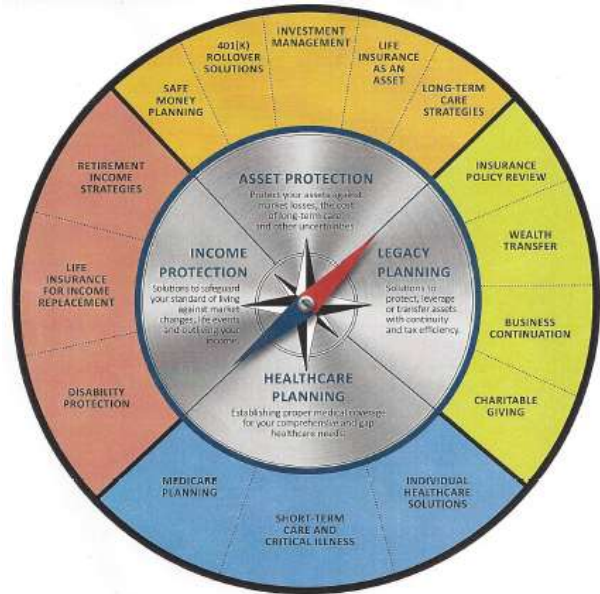 INVESTMENT
MANAGEMENT
401(K)
ROLLOVER
SOLUTIONS
LIFE
INSURANCE
AS AN
ASSET
SAFE
MONEY
PLANNING
LONG-TERM
CARE
STRATEGIES
RETIREMENT
INCOME
STRATEGIES
LIFE
INSURANCE
FOR INCOME
REPLACEMENT
DISABILITY
PROTECTION
INSURANCE
POLICY REVIEW
WEALTH
TRANSFER
BUSINESS
CONTINUATION
CHARITABLE
GIVING
MEDICARE
PLANNING
SHORT-TERM
CARE AND
CRITICAL ILLNESS
INDIVIDUAL
HEALTHCARE
SOLUTIONS
ASSET PROTECTION
Protect your assets against
market losses, the cost
of long-term care
and other uncertainties.
INCOME
PROTECTION
Solutions to safeguard
your standard of living
against market
changes, life events
and outliving your
income.
LEGACY
PLANNING
Solutions to
protect, leverage
or transfer assets
with continuity
and tax efficiency.
HEALTHCARE
PLANNING
Establishing proper medical coverage
for your comprehensive and gap
healthcare needs.